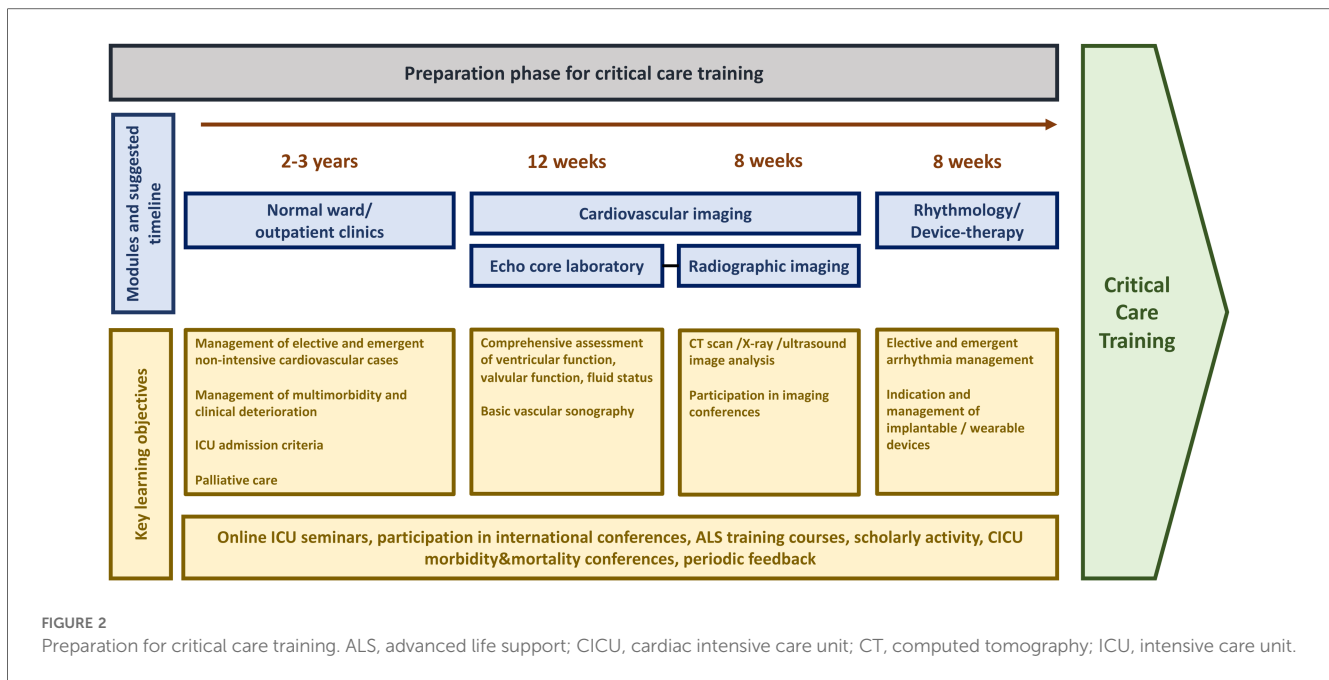 Preparation phase for critical care training
Modules and suggested
timeline
2-3 years
12 weeks
8 weeks
8 weeks
Normal ward/
outpatient clinics
Cardiovascular imaging
Rhythmology/
Device-therapy
Echo core laboratory
Radiographic imaging
Key learning objectives
Management of elective and emergent
non-intensive cardiovascular cases
Management of multimorbidity and
clinical deterioration
ICU admission criteria
Palliative care
Comprehensive assessment
of ventricular function,
valvular function, fluid status
Basic vascular sonography
CT scan /X-ray /ultrasound
image analysis
Participation in imaging
conferences
Elective and emergent
arrhythmia management
Indication and
management of
implantable / wearable
devices
Online ICU seminars, participation in international conferences, ALS training courses, scholarly activity, CICU
morbidity&mortality conferences, periodic feedback
Critical
Care
Training
FIGURE 2
Preparation for critical care training. ALS, advanced life support; CICU, cardiac intensive care unit; CT, computed tomography; ICU, intensive care unit.